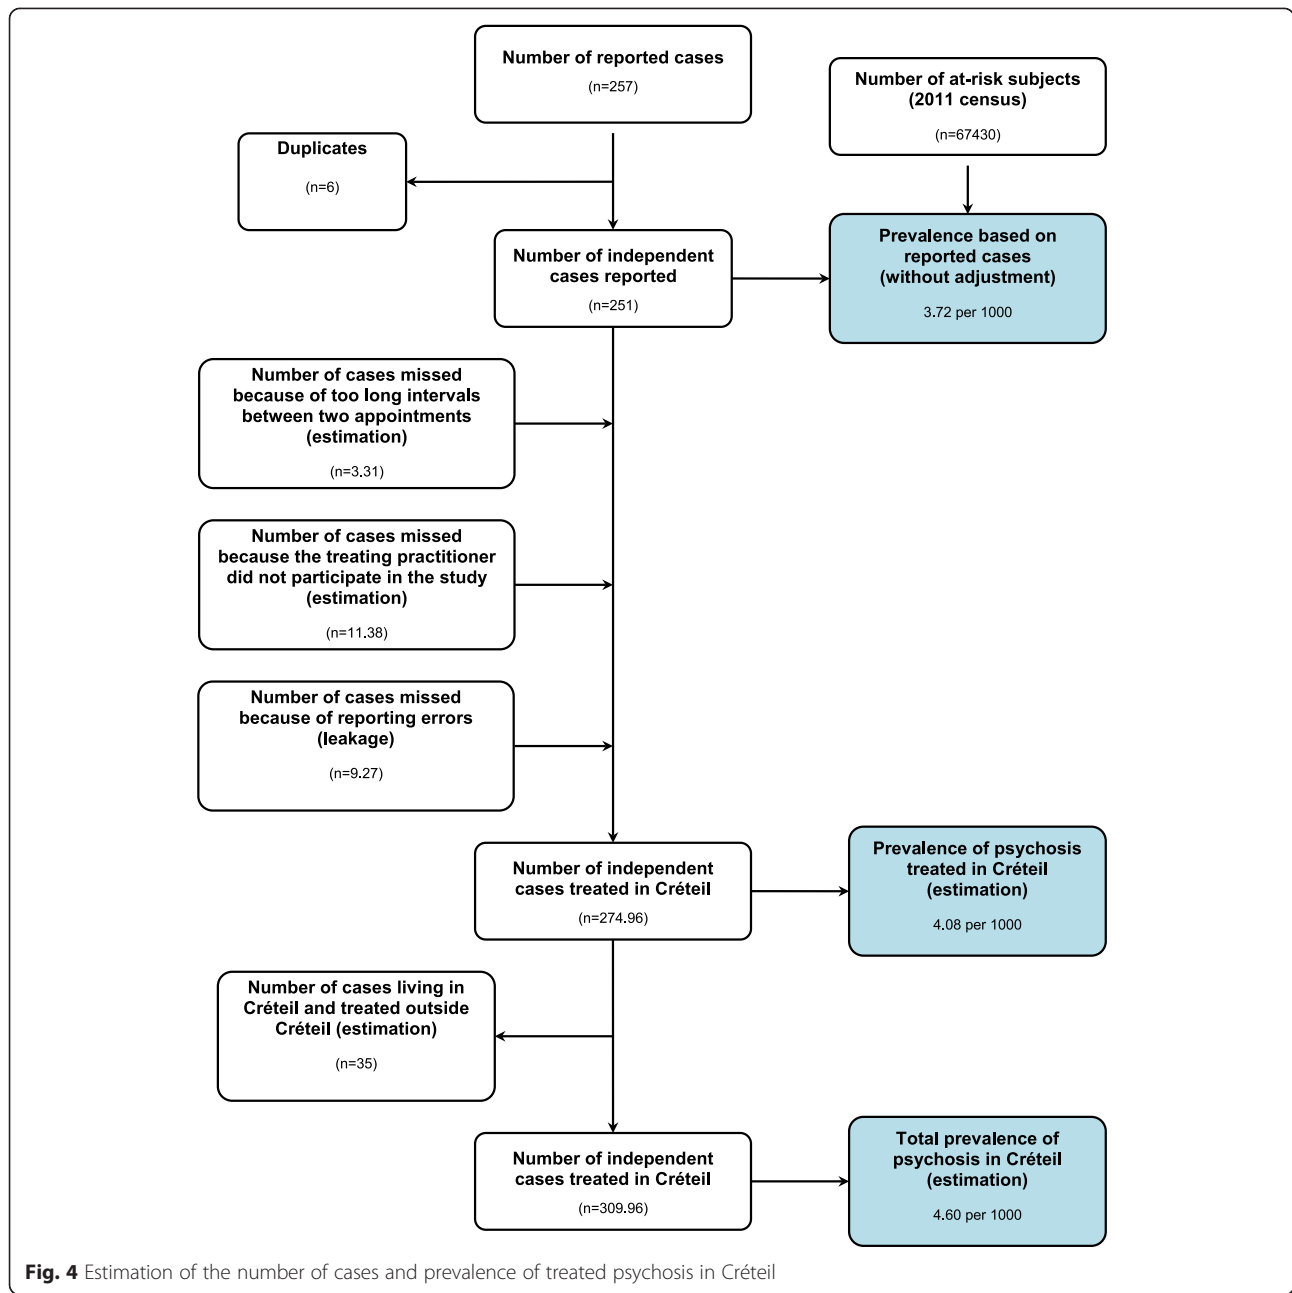 Number of reported cases
(n=257)
Number of at-risk subjects
(2011 census)
(n=67430)
Duplicates
(n=6)
Number of independent
cases reported
(n=251)
Prevalence based on
reported cases
(without adjustment)
3.72 per 1000
Number of cases missed
because of too long intervals
between two appointments
(estimation)
(n=3.31)
Number of cases missed
because the treating practitioner
did not participate in the study
(estimation)
(n=11.38)
Number of cases missed
because of reporting errors
(leakage)
(n=9.27)
Number of independent
cases treated in Créteil
(n=274.96)
Prevalence of psychosis
treated in Créteil
(estimation)
4.08 per 1000
Number of cases living in
Créteil and treated outside
Créteil (estimation)
(n=35)
Number of independent
cases treated in Créteil
(n=309.96)
Total prevalence of
psychosis in Créteil
(estimation)
4.60 per 1000
Fig. 4 Estimation of the number of cases and prevalence of treated psychosis in Créteil